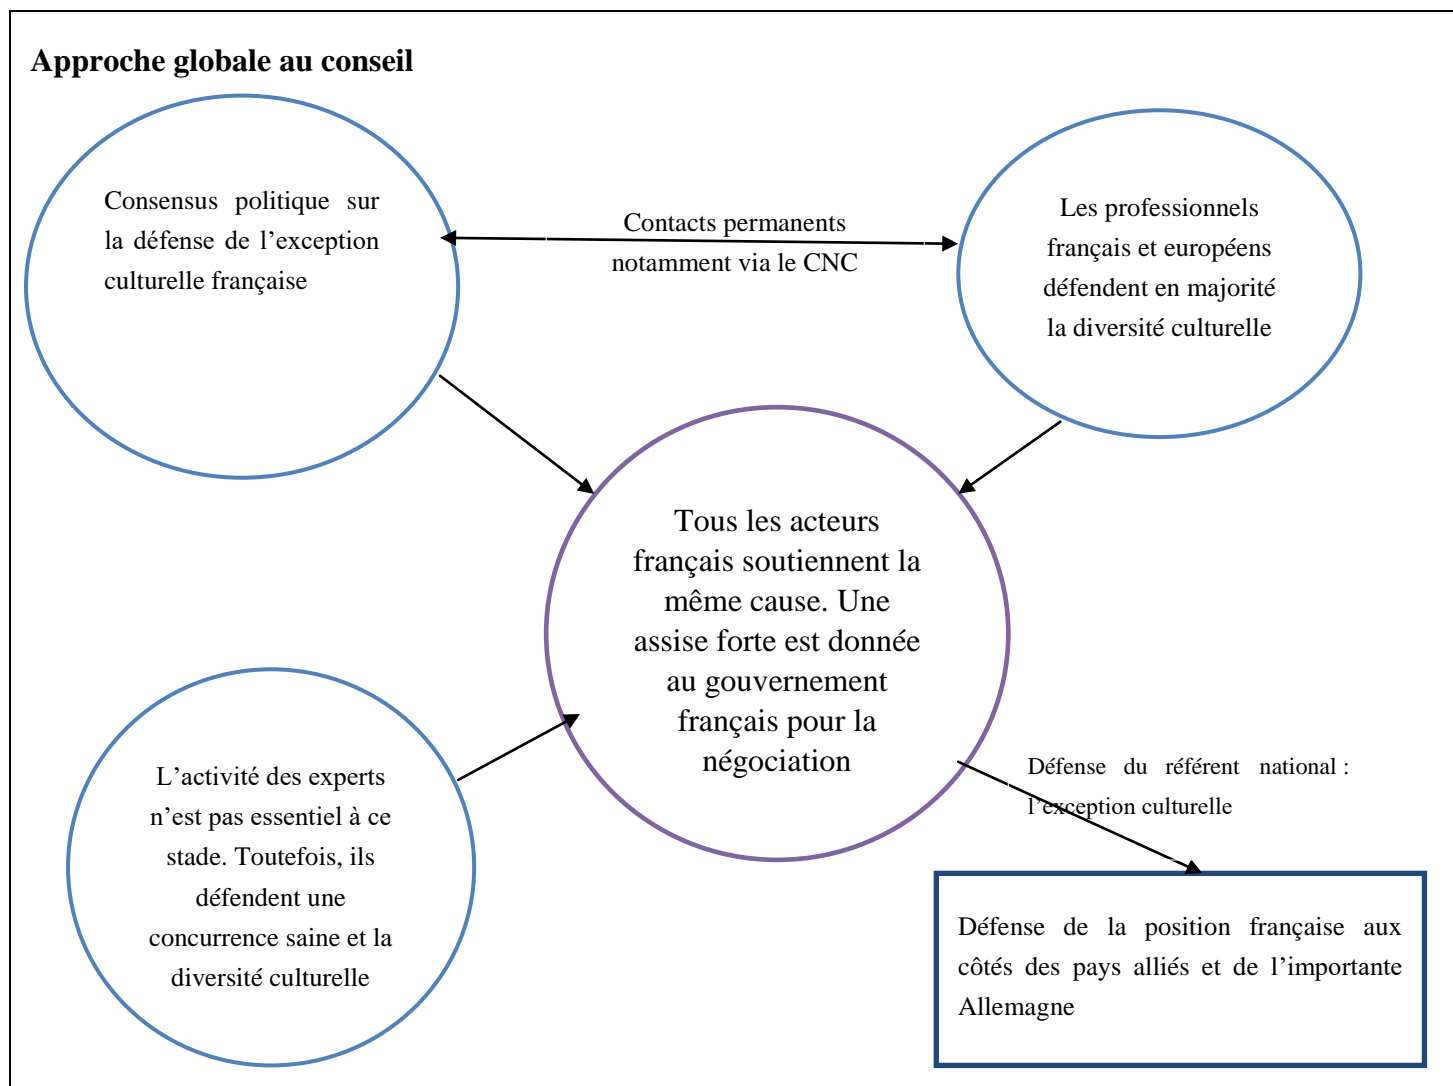 Approche globale au conseil
Consensus politique sur
la défense de l’exception
culturelle française
Contacts permanents
notamment via le CNC
Les professionnels
français et européens
défendent en majorité
la diversité culturelle
Tous les acteurs
français soutiennent la
même cause. Une
assise forte est donnée
au gouvernement
français pour la
négociation
L’activité des experts
n’est pas essentiel à ce
stade. Toutefois, ils
défendent une
concurrence saine et la
diversité culturelle
Défense du référent national :
l’exception culturelle
Défense de la position française aux
côtés des pays alliés et de l’importante
Allemagne